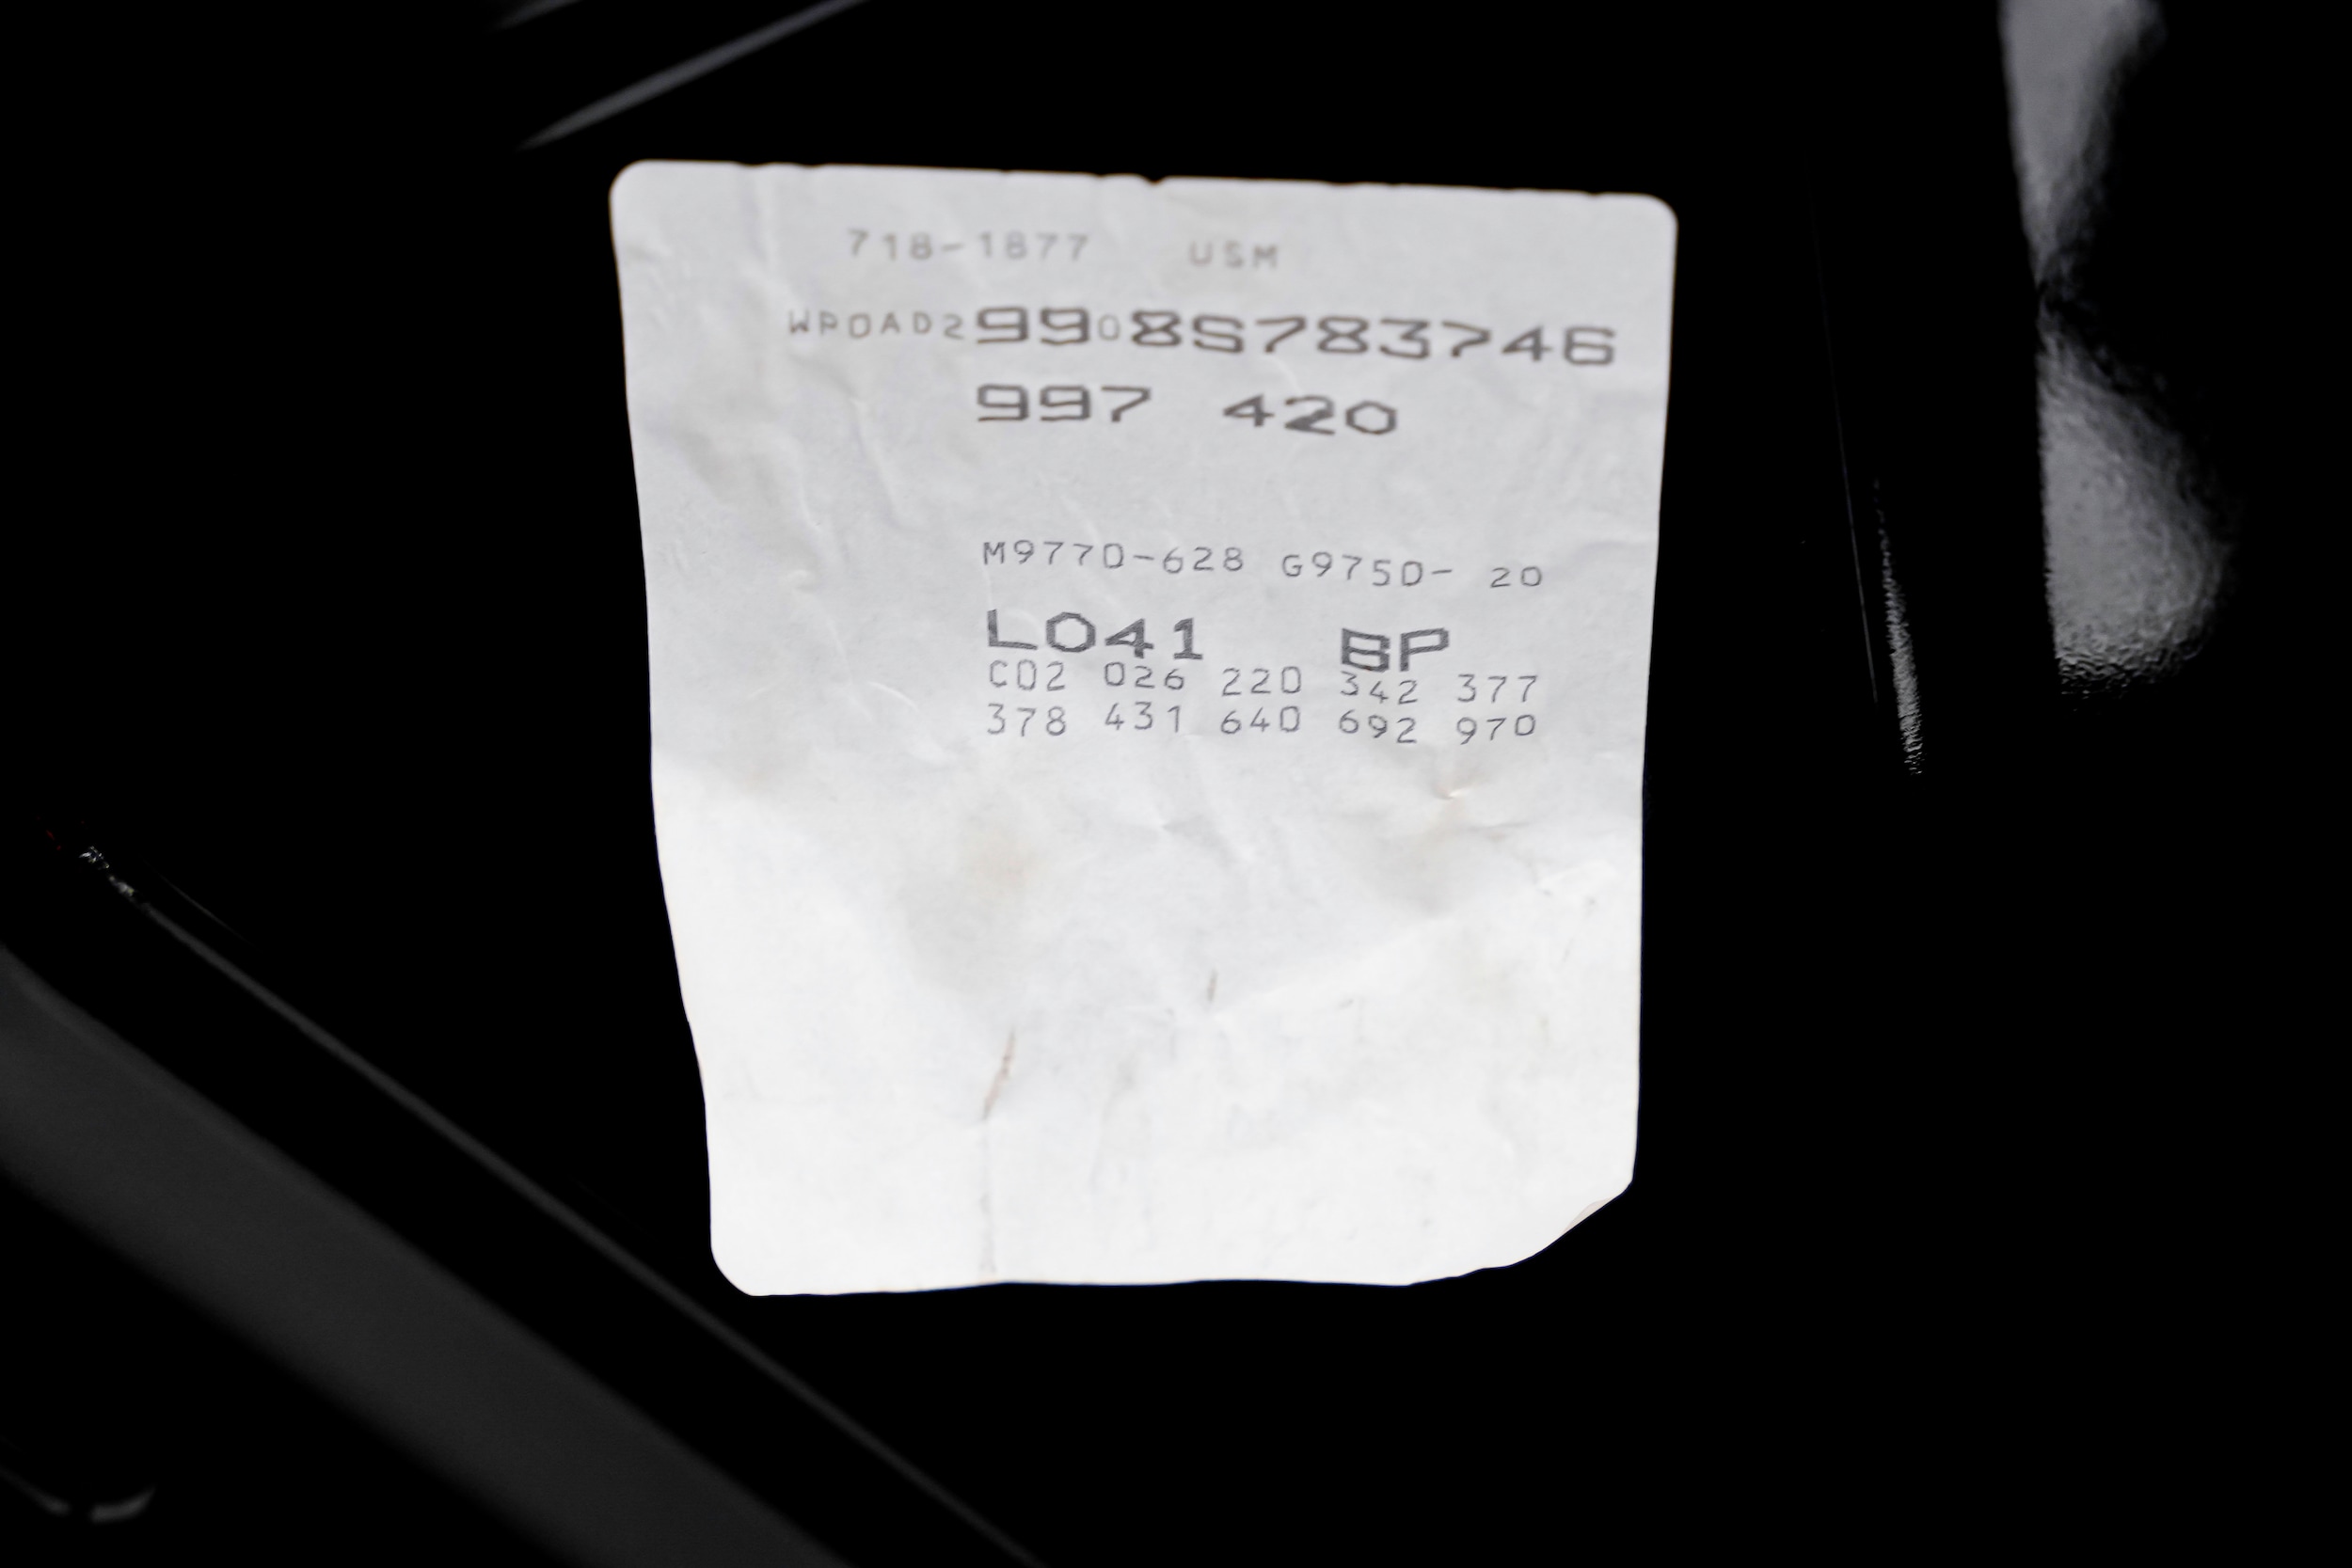 718-1877 USM
WP0AD29908S783746
997 420
M9770-628 G9750- 20
L041 BP
C02 026 220 342 377
378 431 640 692 970